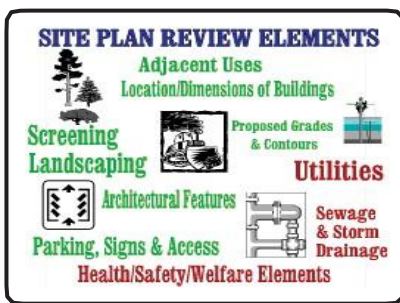 SITE PLAN REVIEW ELEMENTS
Adjacent Uses
Location/Dimensions of Buildings
Screening
Landscaping
Proposed Grades
& Contours
Utilities
Architectural Features
Sewage
& Storm
Drainage
Parking, Signs & Access
Health/Safety/Welfare Elements